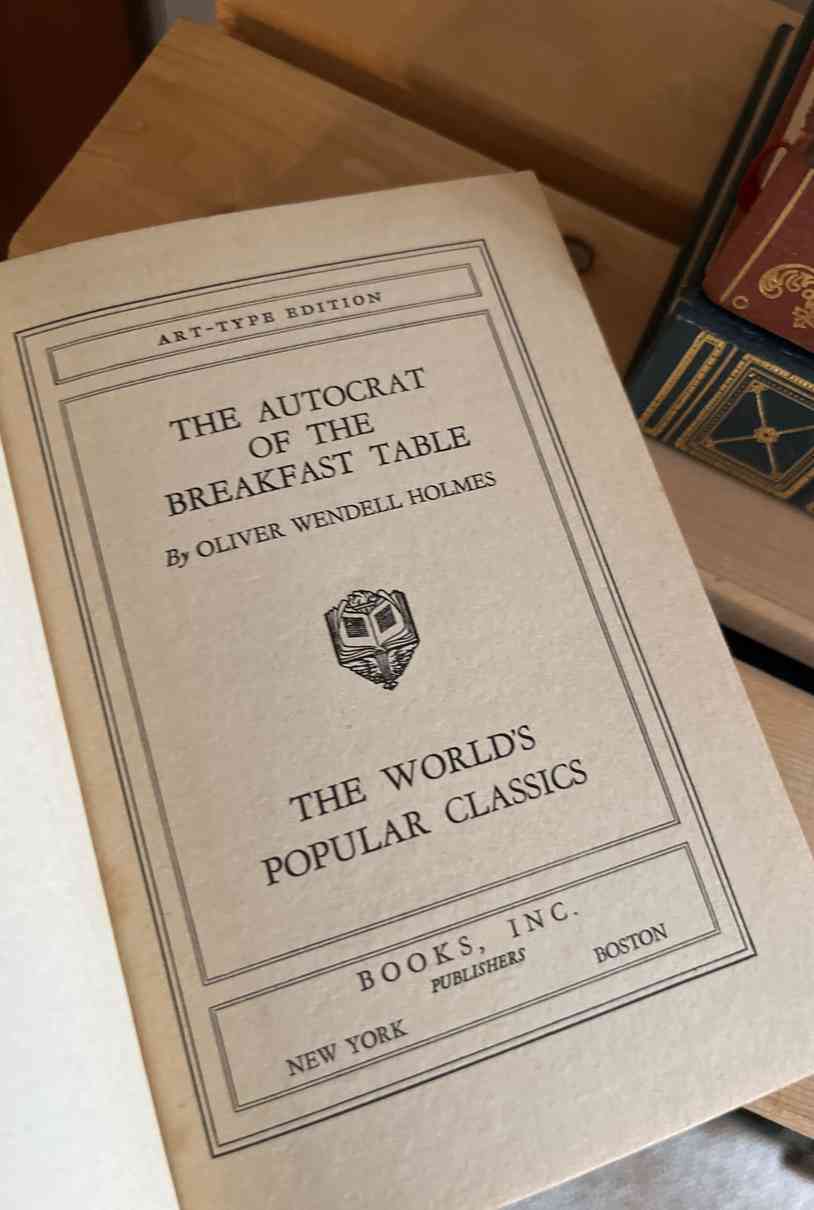 ART-TYPE EDITION
THE AUTOCRAT
OF THE
BREAKFAST TABLE
By OLIVER WENDELL HOLMES
THE WORLD'S
POPULAR CLASSICS
BOOKS, INC.
PUBLISHERS
NEW YORK BOSTON